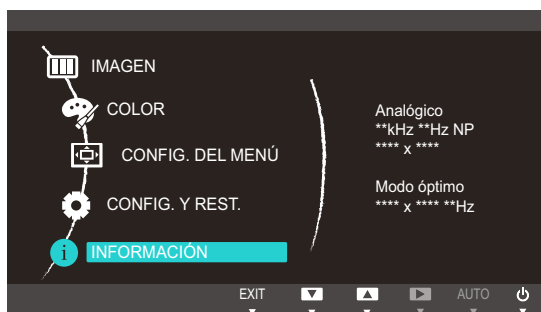 IMAGEN
COLOR
CONFIG. DEL MENÚ
CONFIG. Y REST.
i INFORMACIÓN
Analógico
**kHz **Hz NP
**** x ****
Modo óptimo
**** x **** **Hz
EXIT AUTO